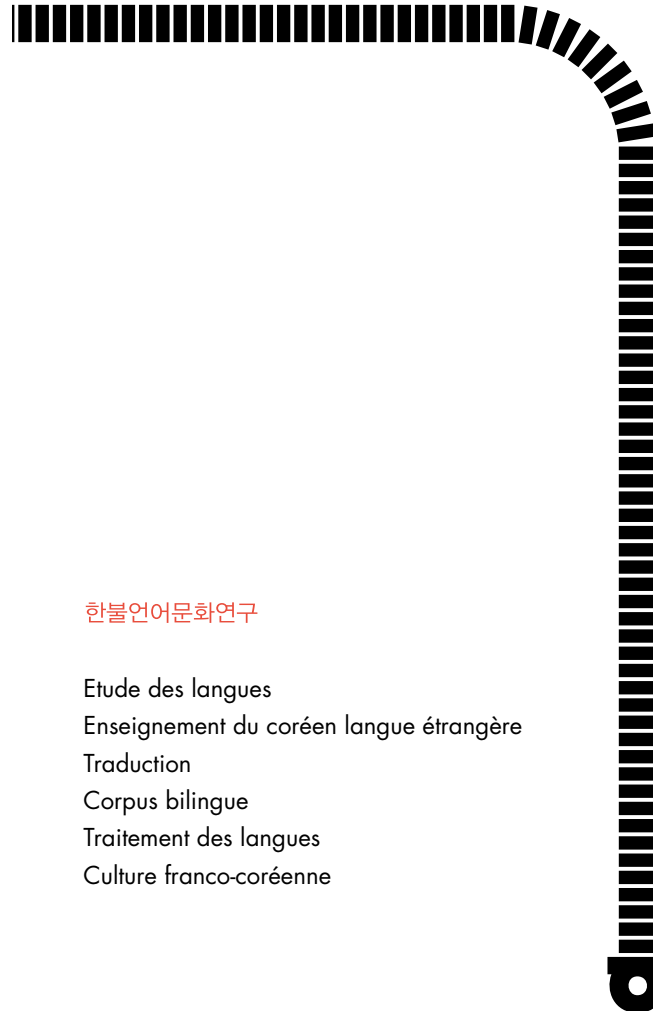 한불언어문화연구
Etude des langues
Enseignement du coréen langue étrangère
Traduction
Corpus bilingue
Traitement des langues
Culture franco-coréenne